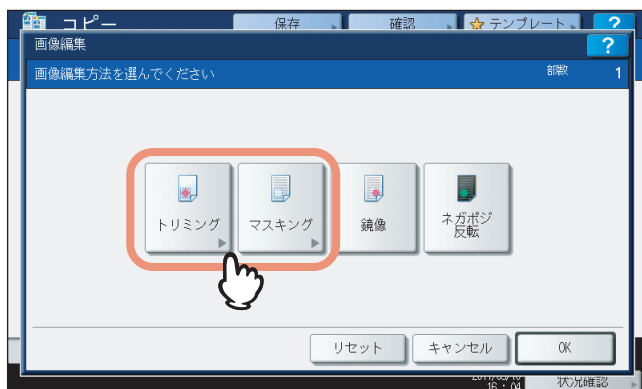 コピー
保存
確認
テンプレート
?
画像編集
?
画像編集方法を選んでください
部数 1
トリミング
マスキング
鏡像
ネガポジ
反転
リセット
キャンセル
OK
16:04
状況確認